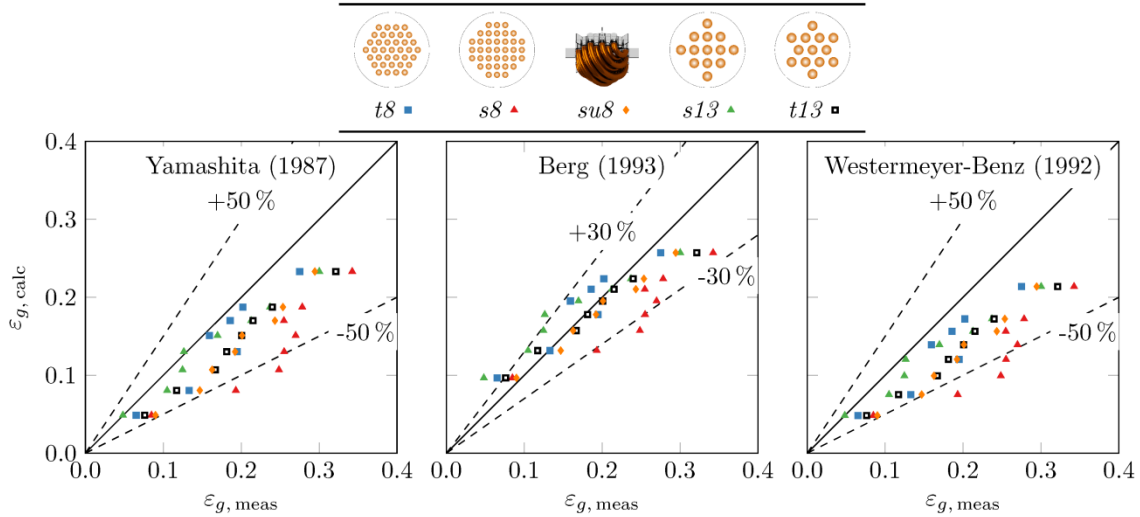 t8 s8 su8 s13 t13
Yamashita (1987)
+50 %
-50 %
0.4
0.3
0.2
0.1
0.0
εg, calc
0.0 0.1 0.2 0.3 0.4
εg, meas
Berg (1993)
+30 %
-30 %
0.0 0.1 0.2 0.3 0.4
εg, meas
Westermeyer-Benz (1992)
+50 %
-50 %
0.0 0.1 0.2 0.3 0.4
εg, meas